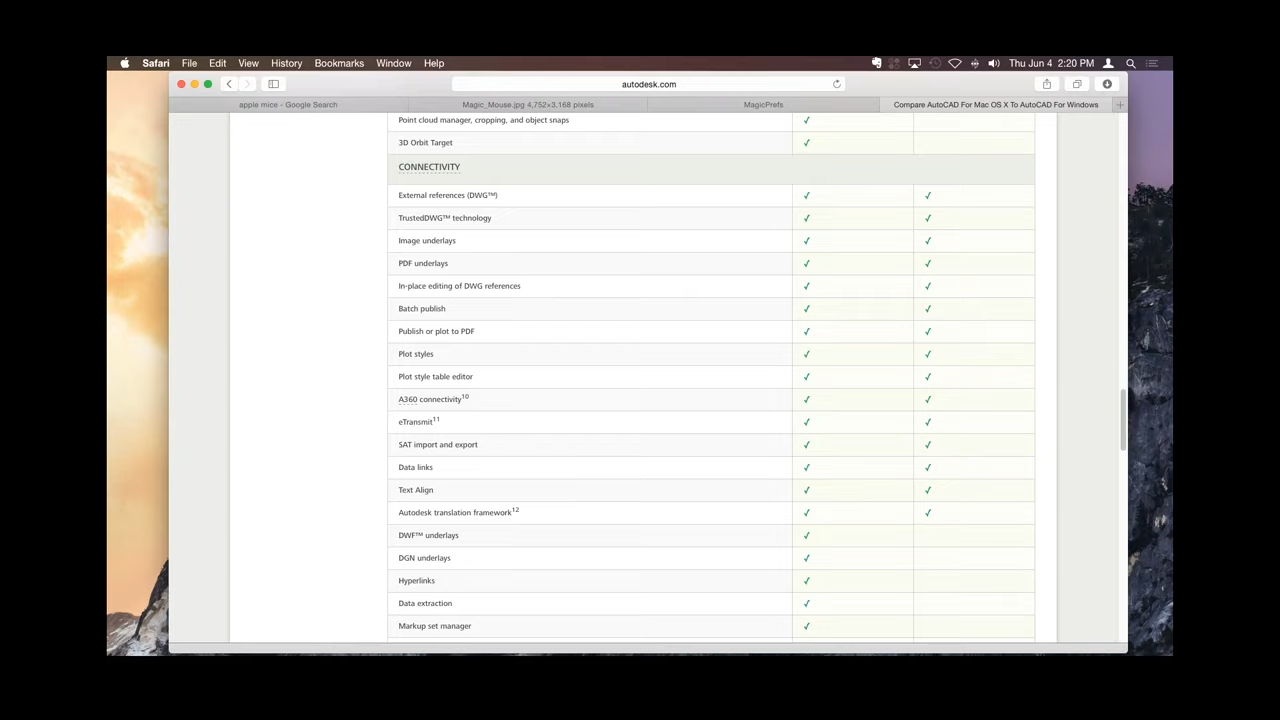 Safari File Edit View History Bookmarks Window Help Thu Jun 4 2:20 PM
autodesk.com
apple mice - Google Search Magic_Mouse.jpg 4,752×3,168 pixels MagicPrefs Compare AutoCAD For Mac OS X To AutoCAD For Windows
Point cloud manager, cropping, and object snaps ✓
3D Orbit Target ✓
CONNECTIVITY
External references (DWG™) ✓ ✓
TrustedDWG™ technology ✓ ✓
Image underlays ✓ ✓
PDF underlays ✓ ✓
In-place editing of DWG references ✓ ✓
Batch publish ✓ ✓
Publish or plot to PDF ✓ ✓
Plot styles ✓ ✓
Plot style table editor ✓ ✓
A360 connectivity10 ✓ ✓
eTransmit11 ✓ ✓
SAT import and export ✓ ✓
Data links ✓ ✓
Text Align ✓ ✓
Autodesk translation framework12 ✓ ✓
DWF™ underlays ✓
DGN underlays ✓
Hyperlinks ✓
Data extraction ✓
Markup set manager ✓